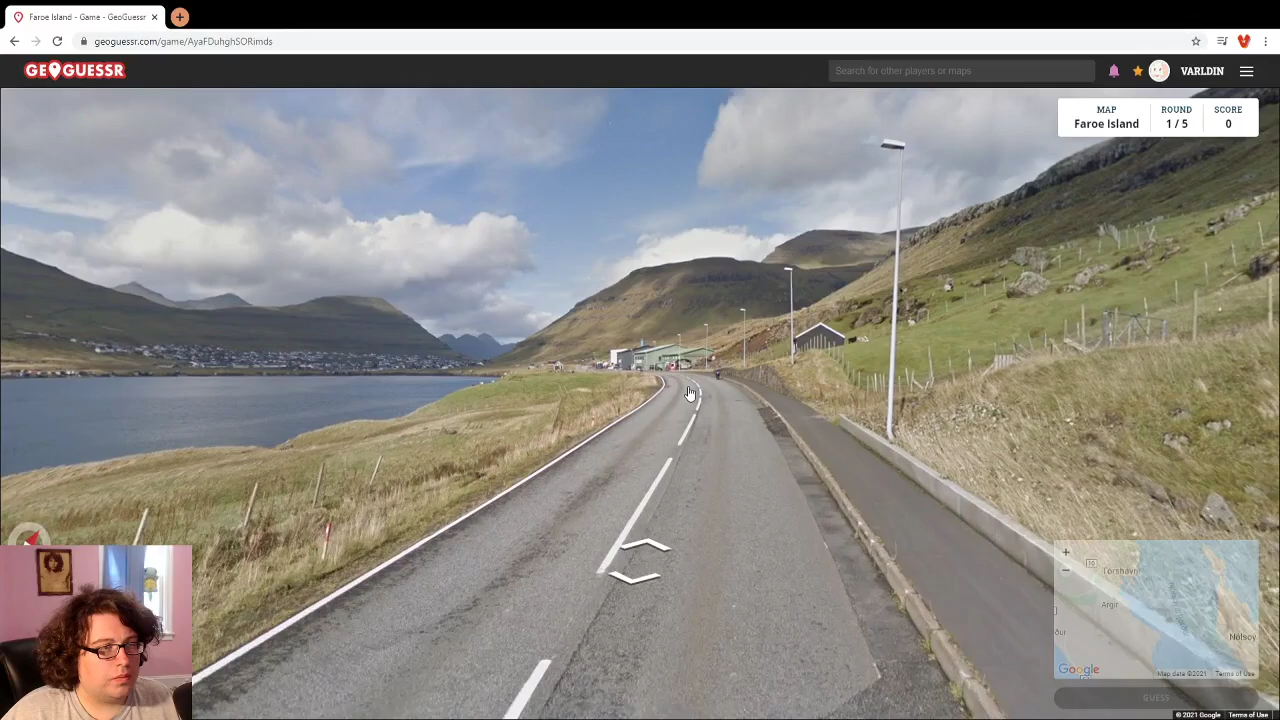 Faroe Island - Game - GeoGuessr
geoguessr.com/game/AyaFDuhghSORimds
GEOGUESSR
Search for other players or maps
VARLDIN
MAP
Faroe Island
ROUND
1 / 5
SCORE
0
10
Tórshavn
Argir
Nólsoy
Google
Map data ©2021
Terms of Use
GUESS
© 2021 Google
Terms of Use